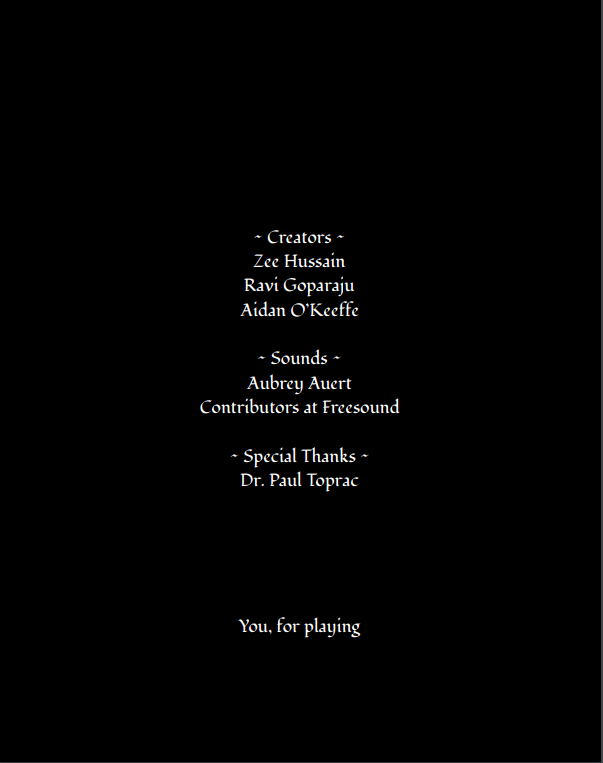 ~ Creators ~
Zee Hussain
Ravi Goparaju
Aidan O'Keeffe
~ Sounds ~
Aubrey Auert
Contributors at Freesound
~ Special Thanks ~
Dr. Paul Toprac
You, for playing